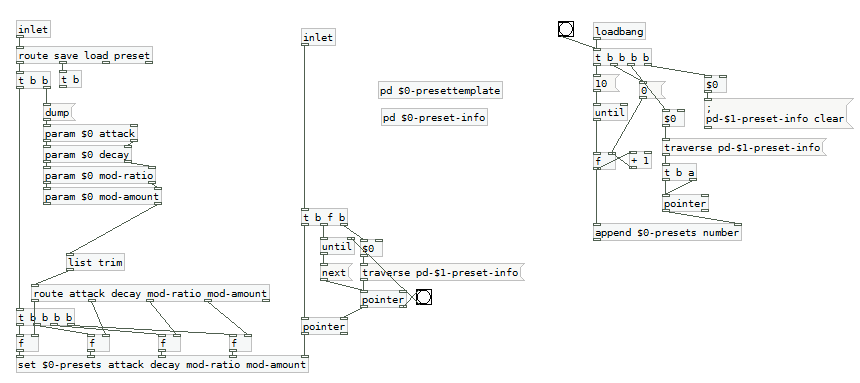 inlet
route save load preset
t b b
t b
dump
param $0 attack
param $0 decay
param $0 mod-ratio
param $0 mod-amount
list trim
route attack decay mod-ratio mod-amount
t b b b b
f
f
f
f
set $0-presets attack decay mod-ratio mod-amount
inlet
pd $0-presettemplate
pd $0-preset-info
t b f b
until
$0
next
traverse pd-$1-preset-info
pointer
pointer
loadbang
t b b b b
10
0
$0
until
$0
;
pd-$1-preset-info clear
traverse pd-$1-preset-info
f
+ 1
t b a
pointer
append $0-presets number